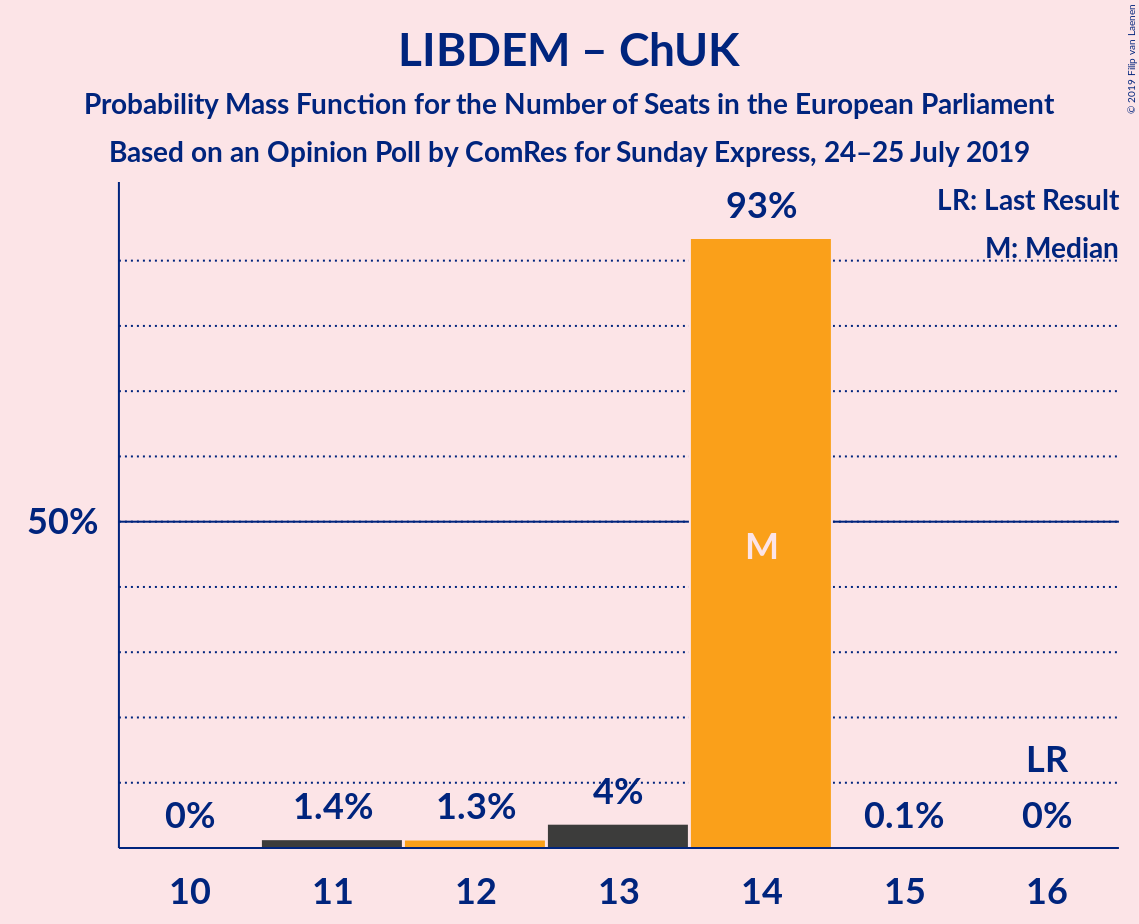 LIBDEM – ChUK
Probability Mass Function for the Number of Seats in the European Parliament
Based on an Opinion Poll by ComRes for Sunday Express, 24–25 July 2019
© 2019 Filip van Laenen
LR: Last Result
M: Median
93%
50%
M
LR
0%
1.4%
1.3%
4%
0.1%
0%
10
11
12
13
14
15
16